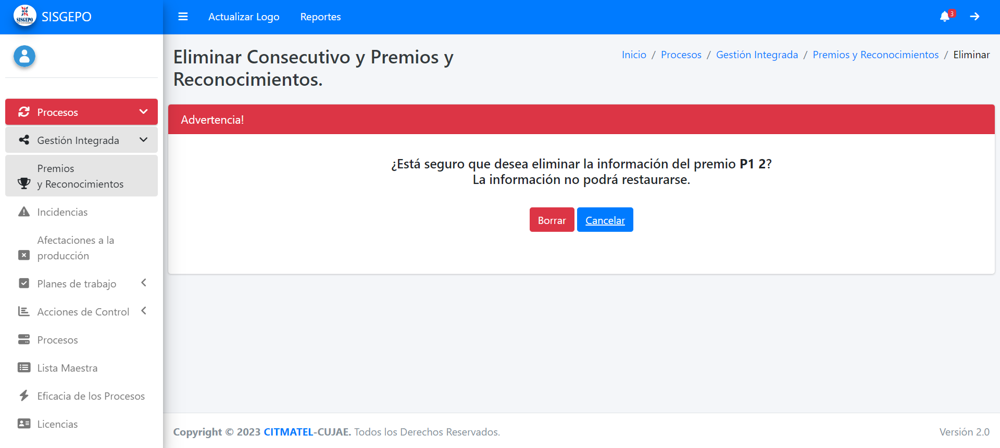 SISGEPO
SISGEPO
Actualizar Logo
Reportes
3
Eliminar Consecutivo y Premios y
Reconocimientos.
Inicio / Procesos / Gestión Integrada / Premios y Reconocimientos / Eliminar
Procesos
Gestión Integrada
Premios
y Reconocimientos
Incidencias
Afectaciones a la
producción
Planes de trabajo
Acciones de Control
Procesos
Lista Maestra
Eficacia de los Procesos
Licencias
Advertencia!
¿Está seguro que desea eliminar la información del premio P1 2?
La información no podrá restaurarse.
Borrar
Cancelar
Copyright © 2023 CITMATEL-CUJAE. Todos los Derechos Reservados.
Versión 2.0